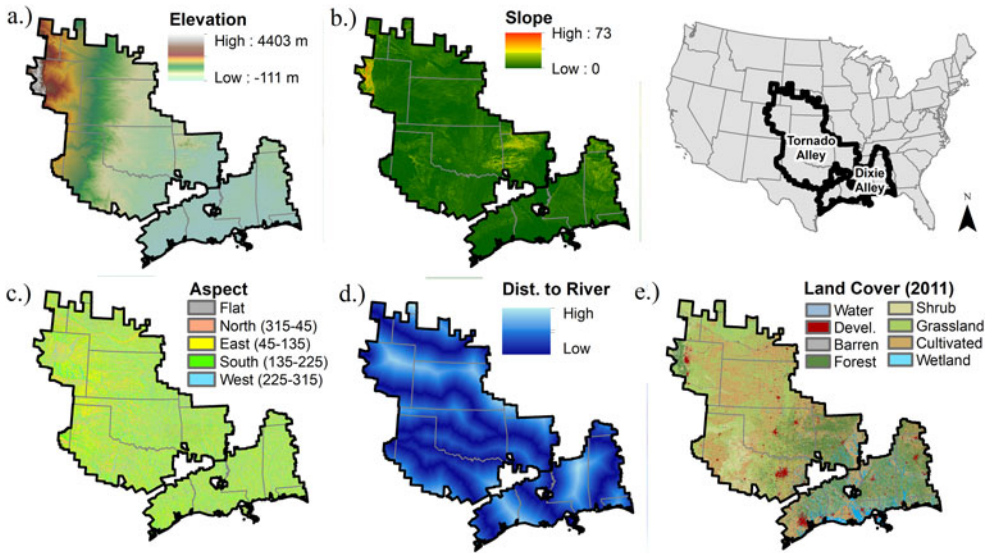 a.)
Elevation
High : 4403 m
Low : -111 m
b.)
Slope
High : 73
Low : 0
Tornado
Alley
Dixie
Alley
N
c.)
Aspect
Flat
North (315-45)
East (45-135)
South (135-225)
West (225-315)
d.)
Dist. to River
High
Low
e.)
Land Cover (2011)
Water
Devel.
Barren
Forest
Shrub
Grassland
Cultivated
Wetland